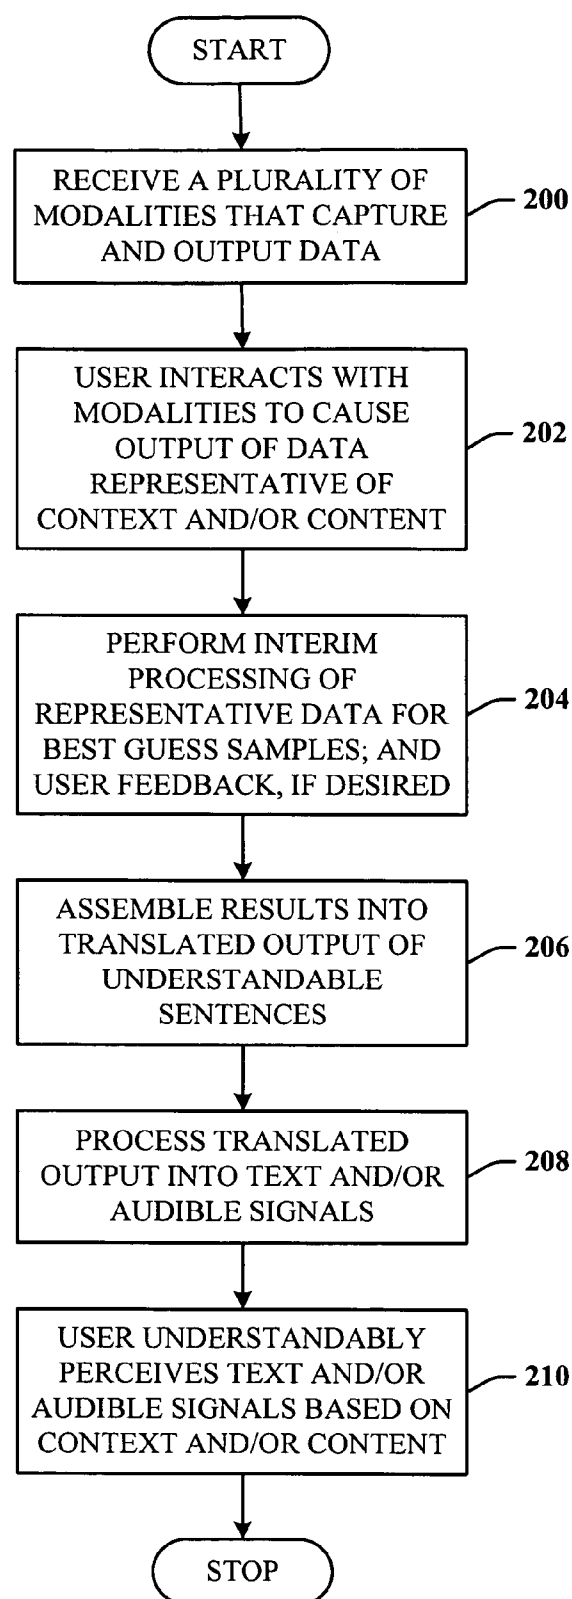 START
RECEIVE A PLURALITY OF
MODALITIES THAT CAPTURE
AND OUTPUT DATA
200
USER INTERACTS WITH
MODALITIES TO CAUSE
OUTPUT OF DATA
REPRESENTATIVE OF
CONTEXT AND/OR CONTENT
202
PERFORM INTERIM
PROCESSING OF
REPRESENTATIVE DATA FOR
BEST GUESS SAMPLES; AND
USER FEEDBACK, IF DESIRED
204
ASSEMBLE RESULTS INTO
TRANSLATED OUTPUT OF
UNDERSTANDABLE
SENTENCES
206
PROCESS TRANSLATED
OUTPUT INTO TEXT AND/OR
AUDIBLE SIGNALS
208
USER UNDERSTANDABLY
PERCEIVES TEXT AND/OR
AUDIBLE SIGNALS BASED ON
CONTEXT AND/OR CONTENT
210
STOP